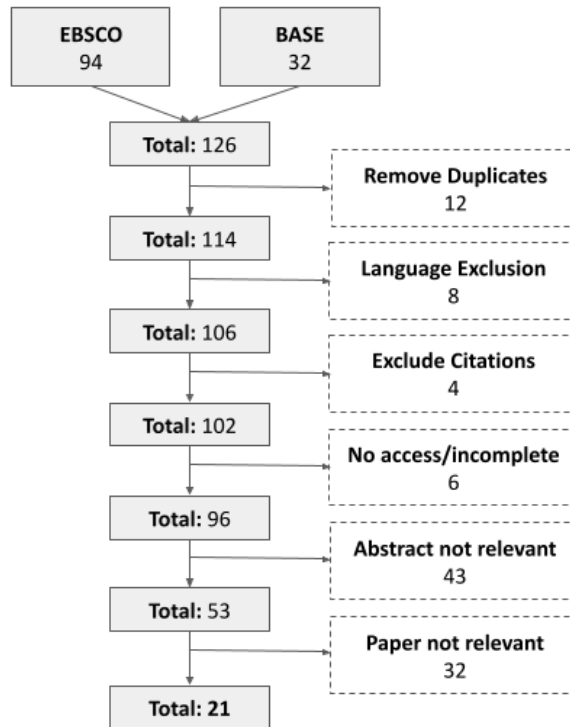 EBSCO
94
BASE
32
Total: 126
Remove Duplicates
12
Total: 114
Language Exclusion
8
Total: 106
Exclude Citations
4
Total: 102
No access/incomplete
6
Total: 96
Abstract not relevant
43
Total: 53
Paper not relevant
32
Total: 21